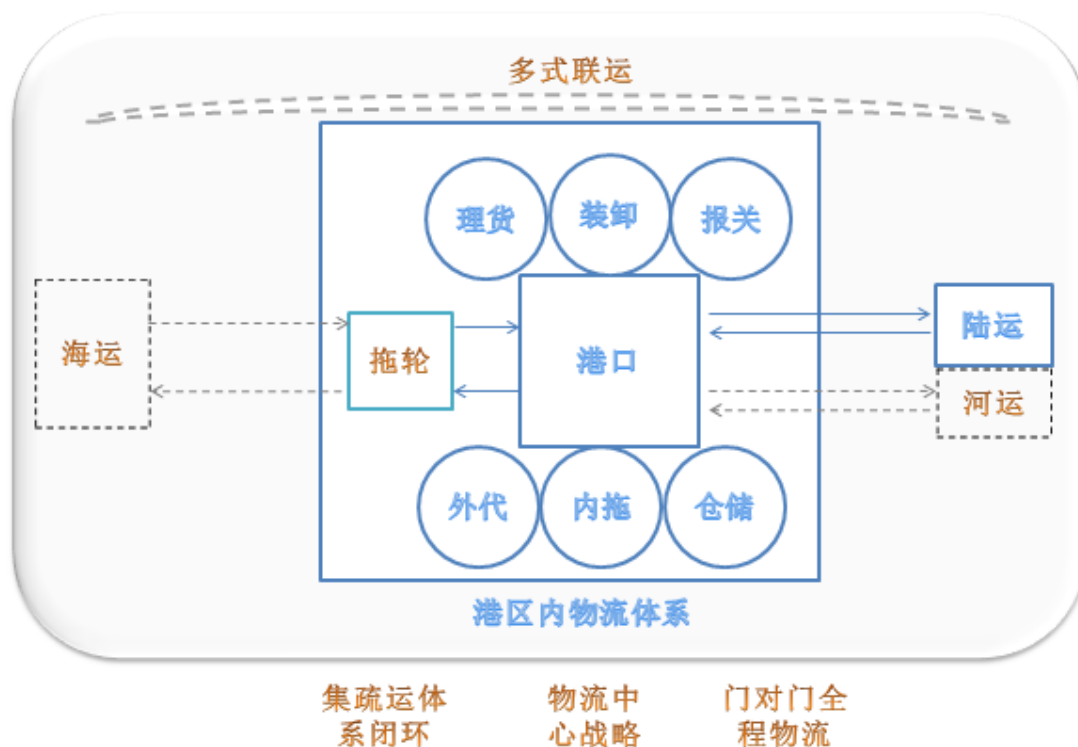 多式联运
理货
装卸
报关
海运
拖轮
港口
陆运
河运
外代
内拖
仓储
港区内物流体系
集疏运体
系闭环
物流中
心战略
门对门全
程物流